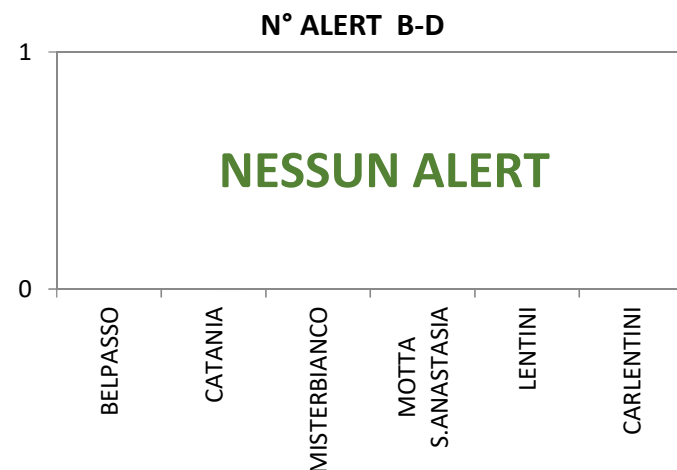 N° ALERT  B-D
1
NESSUN ALERT
0
BELPASSO
CATANIA
MISTERBIANCO
MOTTA
S.ANASTASIA
LENTINI
CARLENTINI